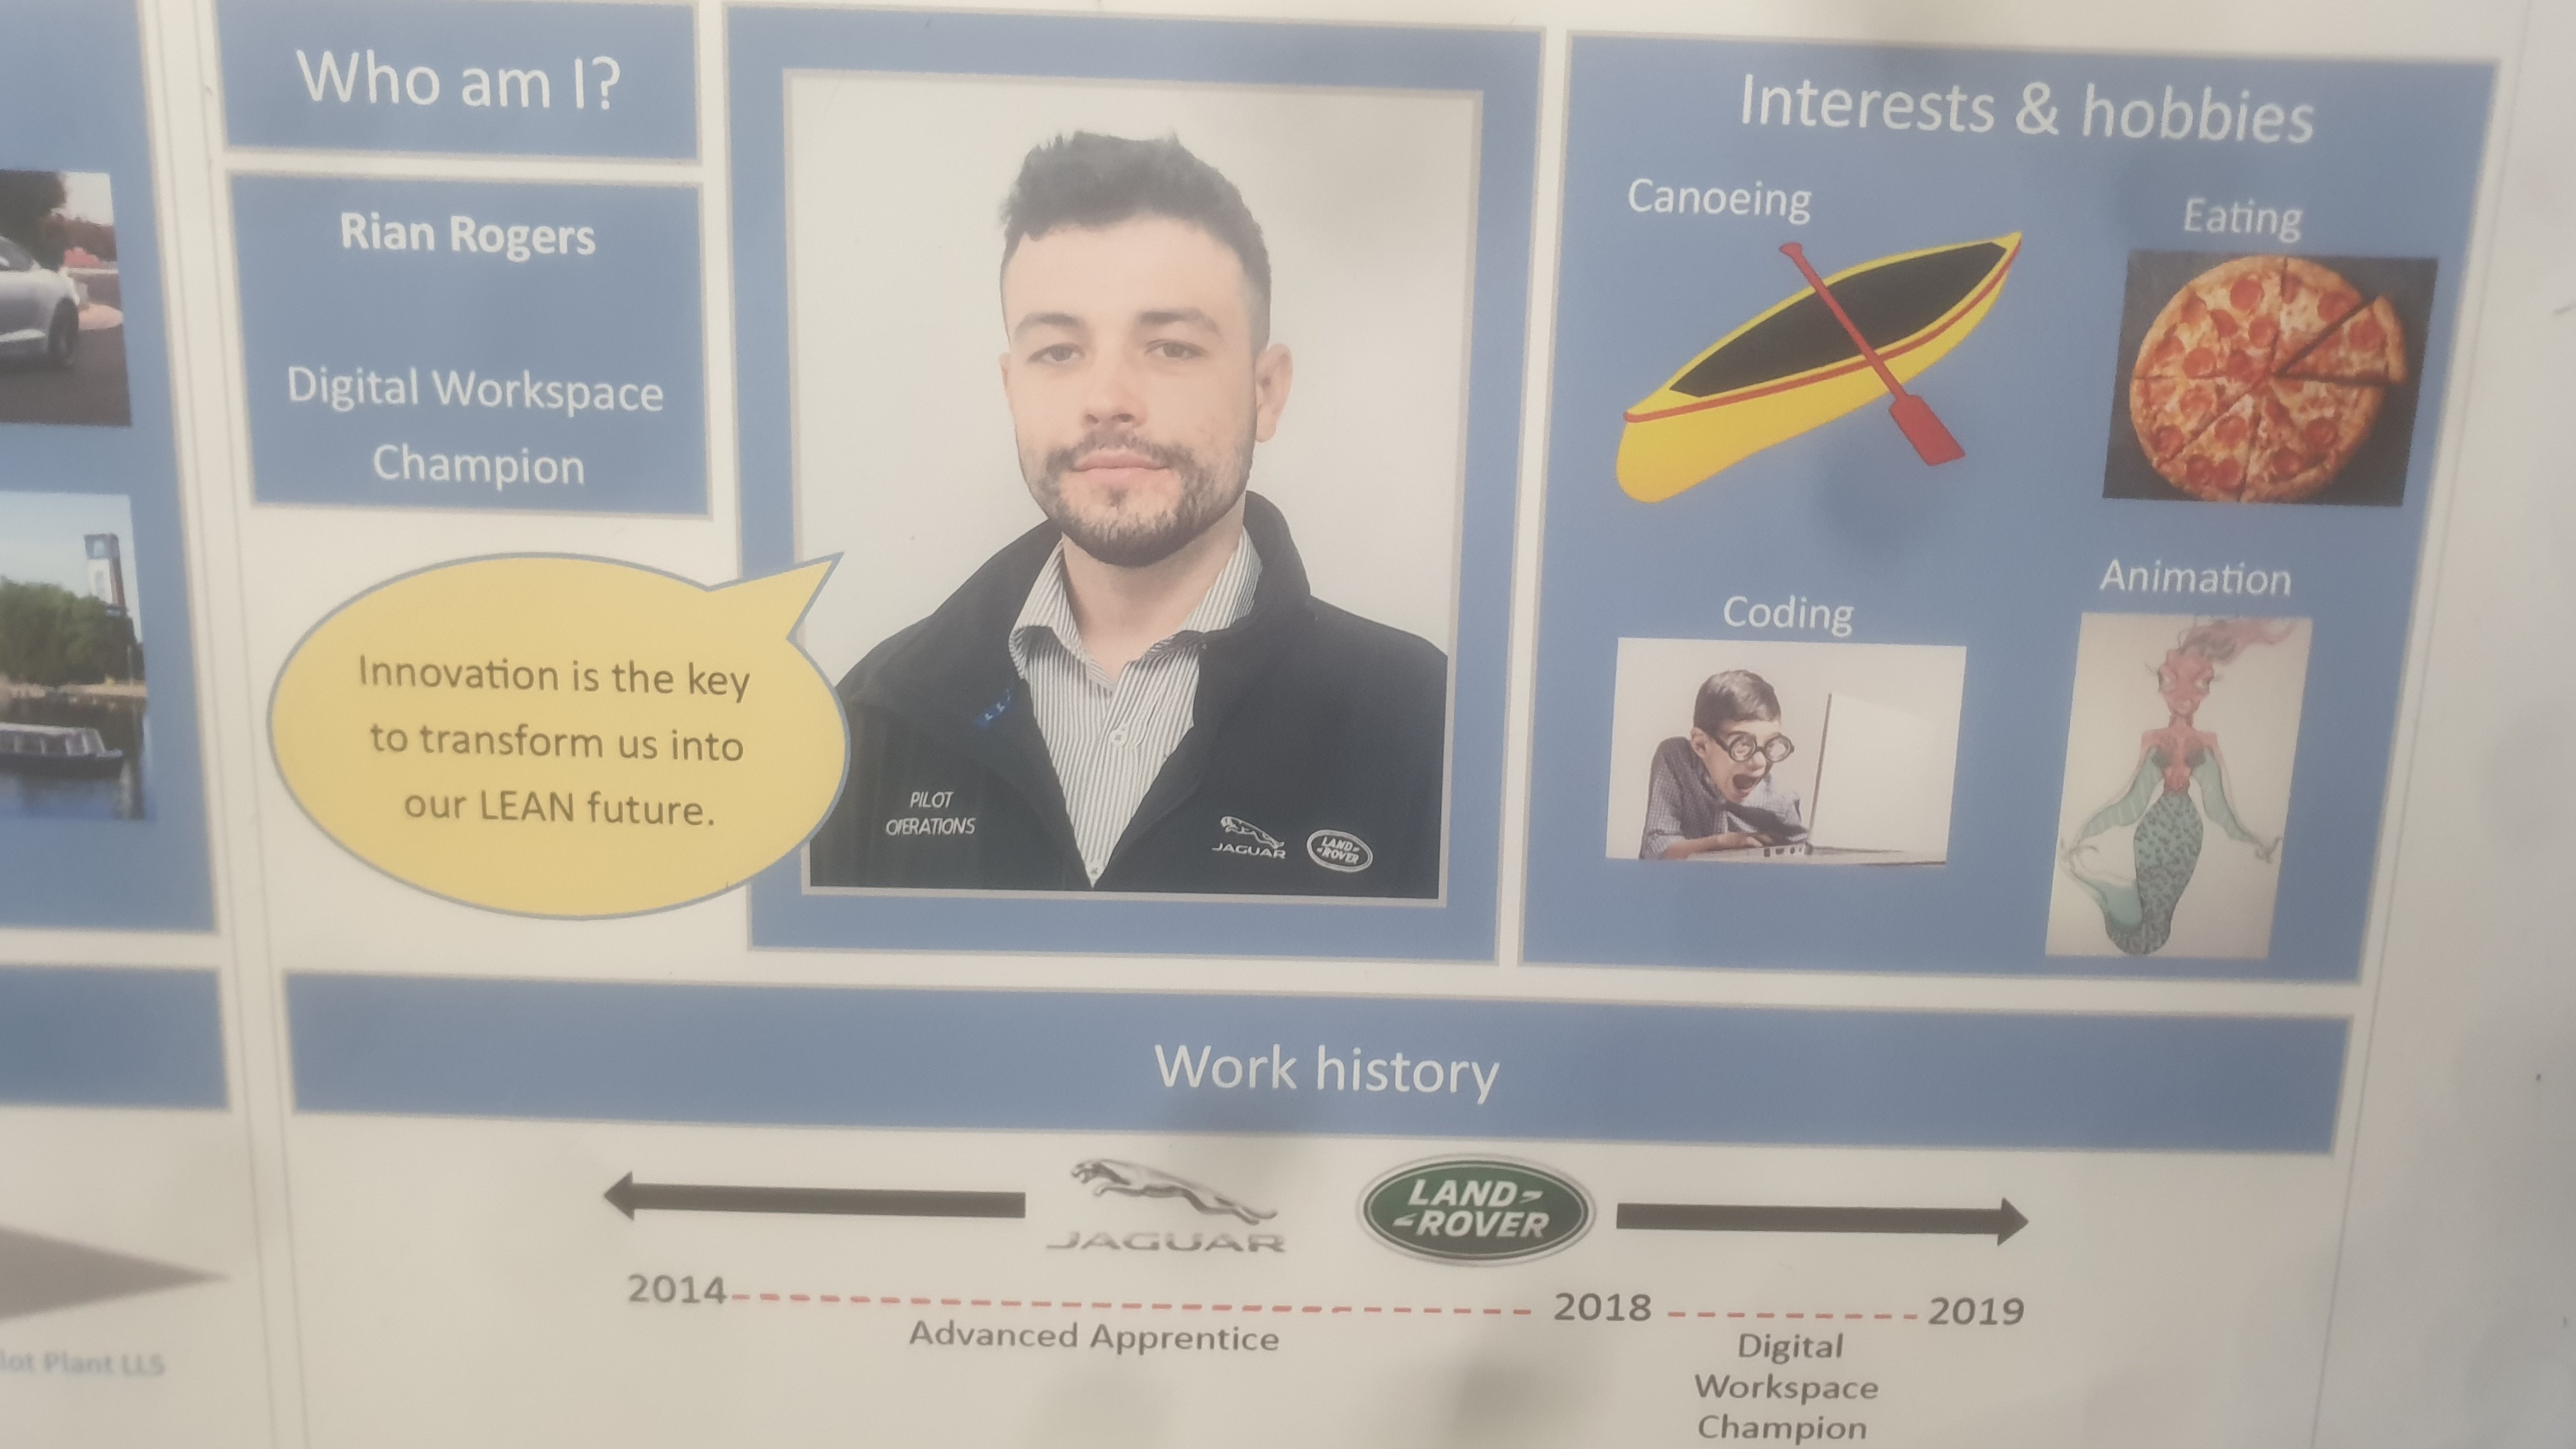 Who am I?
Rian Rogers
Digital Workspace
Champion
Innovation is the key
to transform us into
our LEAN future.
PILOT
OPERATIONS
JAGUAR
LAND-
-ROVER
Interests & hobbies
Canoeing
Eating
Coding
Animation
Work history
JAGUAR
LAND-
-ROVER
2014
2018
2019
Advanced Apprentice
Digital
Workspace
Champion
lot Plant LL5